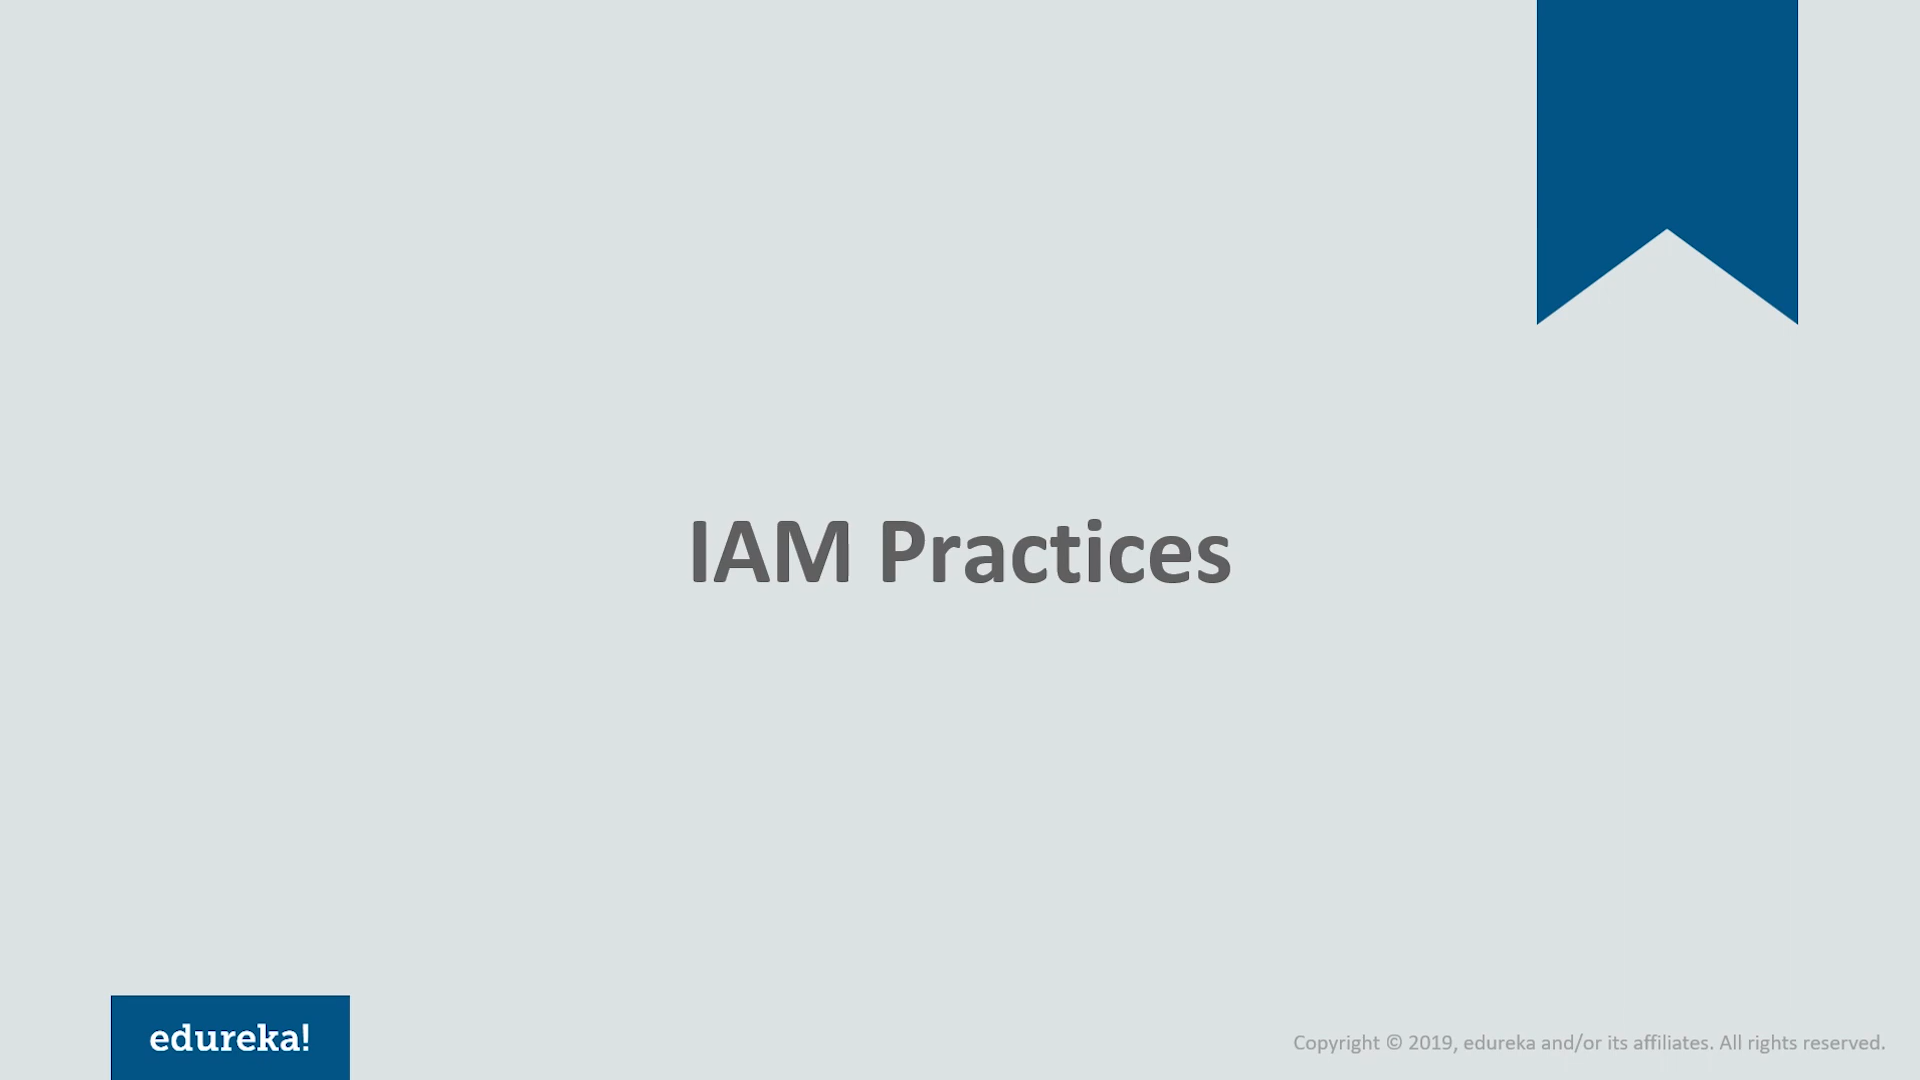 IAM Practices
edureka!
Copyright © 2019, edureka and/or its affiliates. All rights reserved.